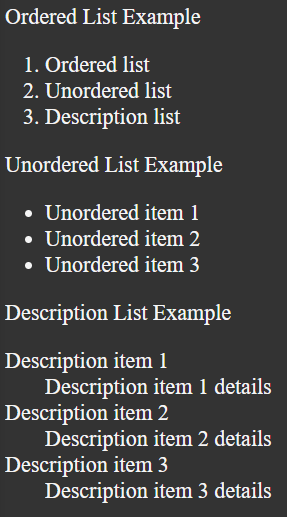 Ordered List Example
1. Ordered list
2. Unordered list
3. Description list
Unordered List Example
• Unordered item 1
• Unordered item 2
• Unordered item 3
Description List Example
Description item 1
Description item 1 details
Description item 2
Description item 2 details
Description item 3
Description item 3 details